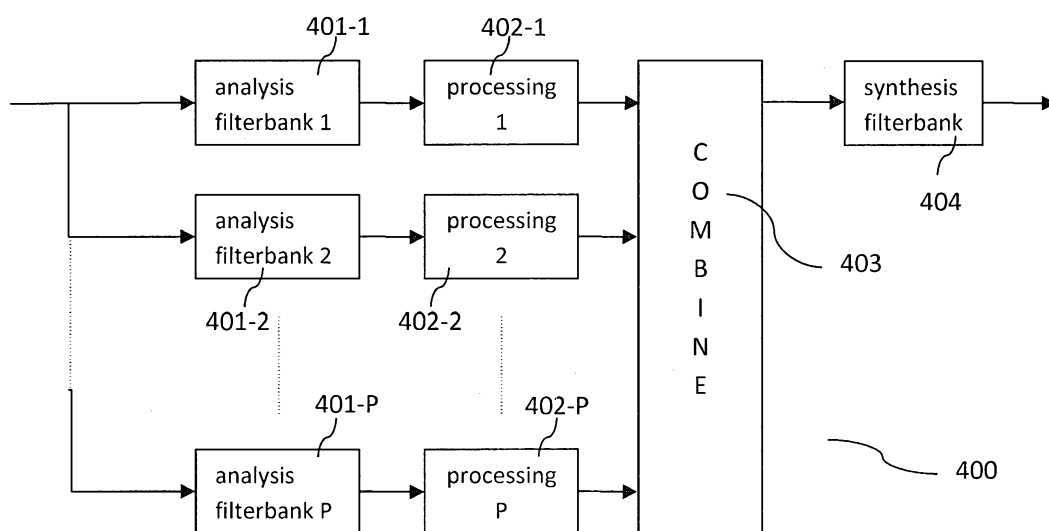 401-1
402-1
analysis
filterbank 1
processing
1
synthesis
filterbank
404
analysis
filterbank 2
processing
2
401-2
402-2
C
O
M
B
I
N
E
403
401-P
402-P
analysis
filterbank P
processing
P
400